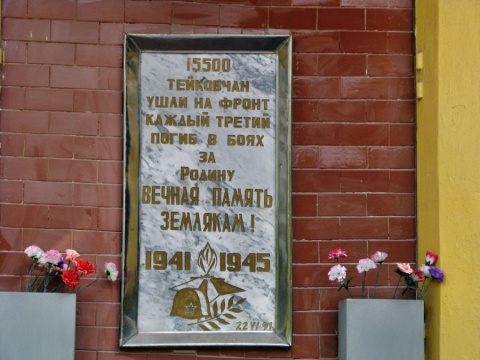 15500
ТЕЙКОВЧАН
УШЛИ НА ФРОНТ
КАЖДЫЙ ТРЕТИЙ
ПОГИБ В БОЯХ
ЗА
РОДИНУ
ВЕЧНАЯ ПАМЯТЬ
ЗЕМЛЯКАМ!
1941 1945
22 VI-91